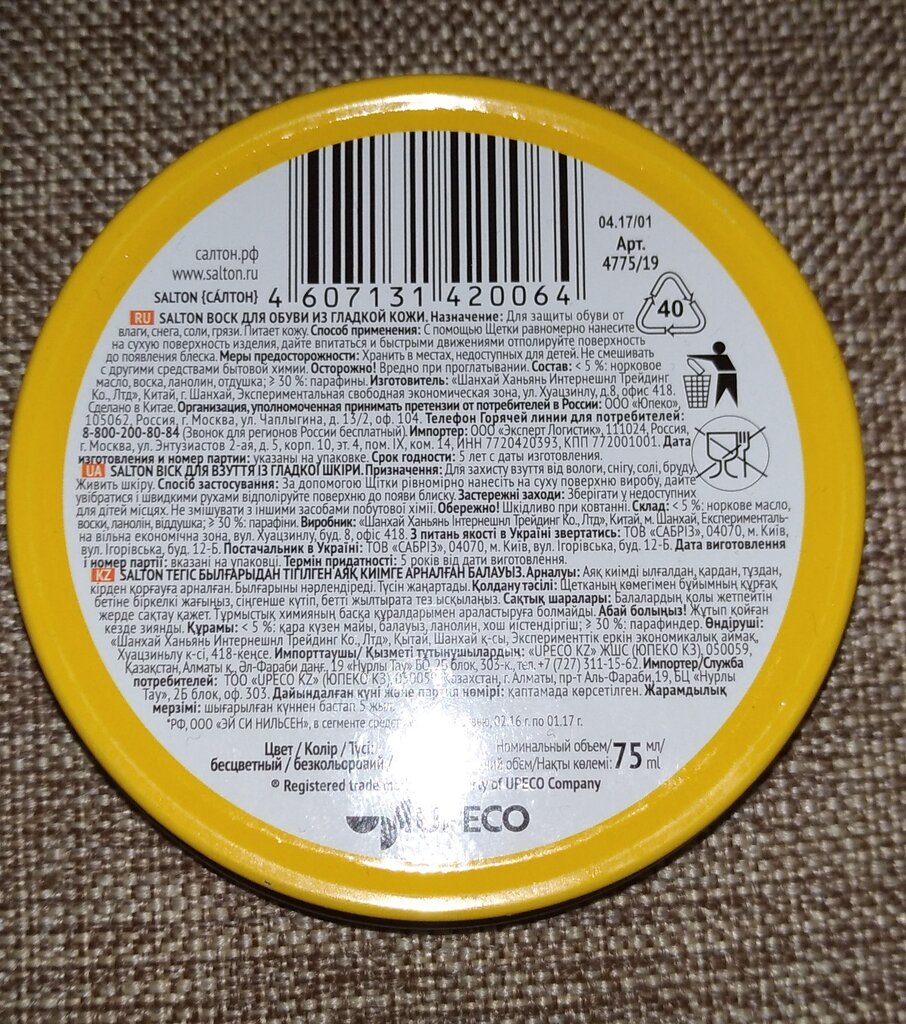 04.17/01
Арт.
4775/19
салтон.рф
www.salton.ru
SALTON {СА́ЛТОН}
4 607131 420064
40
RU SALTON ВОСК ДЛЯ ОБУВИ ИЗ ГЛАДКОЙ КОЖИ. Назначение: Для защиты обуви от
влаги, снега, соли, грязи. Питает кожу. Способ применения: С помощью Щетки равномерно нанесите
на сухую поверхность изделия, дайте впитаться и быстрыми движениями отполируйте поверхность
до появления блеска. Меры предосторожности: Хранить в местах, недоступных для детей. Не смешивать
с другими средствами бытовой химии. Осторожно! Вредно при проглатывании. Состав: < 5 %: норковое
масло, воска, ланолин, отдушка; ≥ 30 %: парафины. Изготовитель: «Шанхай Ханьянь Интернешнл Трейдинг
Ко., Лтд», Китай, г. Шанхай, Экспериментальная свободная экономическая зона, ул. Хуацзинлу, д.8, офис 418.
Сделано в Китае. Организация, уполномоченная принимать претензии от потребителей в России: ООО «Юпеко»,
105062, Россия, г. Москва, ул. Чаплыгина, д. 13/2, оф. 104. Телефон Горячей линии для потребителей:
8-800-200-80-84 (Звонок для регионов России бесплатный). Импортер: ООО «Эксперт Логистик», 111024, Россия,
г. Москва, ул. Энтузиастов 2-ая, д. 5, корп. 10, эт. 4, пом. IX, ком. 14, ИНН 7720420393, КПП 772001001. Дата
изготовления и номер партии: указаны на упаковке. Срок годности: 5 лет с даты изготовления.
UA SALTON ВІСК ДЛЯ ВЗУТТЯ ІЗ ГЛАДКОЇ ШКІРИ. Призначення: Для захисту взуття від вологи, снігу, солі, бруду.
Живить шкіру. Спосіб застосування: За допомогою Щітки рівномірно нанесіть на суху поверхню виробу, дайте
увібратися і швидкими рухами відполіруйте поверхню до появи блиску. Застережні заходи: Зберігати у недоступних
для дітей місцях. Не змішувати з іншими засобами побутової хімії. Обережно! Шкідливо при ковтанні. Склад: < 5 %: норкове масло,
воски, ланолін, віддушка; ≥ 30 %: парафіни. Виробник: «Шанхай Ханьянь Інтернешнл Трейдинг Ко., Лтд», Китай, м. Шанхай, Експерименталь-
на вільна економічна зона, вул. Хуацзинлу, буд. 8, офіс 418. З питань якості в Україні звертатись: ТОВ «САБРІЗ», 04070, м. Київ,
вул. Ігорівська, буд. 12-Б. Постачальник в Україні: ТОВ «САБРІЗ», 04070, м. Київ, вул. Ігорівська, буд. 12-Б. Дата виготовлення
і номер партії: вказані на упаковці. Термін придатності: 5 років від дати виготовлення.
KZ SALTON ТЕГІС БЫЛҒАРЫДАН ТІГІЛГЕН АЯҚ КИІМГЕ АРНАЛҒАН БАЛАУЫЗ. Арналуы: Аяқ киімді ылғалдан, қардан, тұздан,
кірден қорғауға арналған. Былғарыны нәрлендіреді. Түсін жаңартады. Қолдану тәсілі: Щетканың көмегімен бұйымның құрғақ
бетіне біркелкі жағыңыз, сіңгенше күтіп, бетті жылтырата тез ысқылаңыз. Сақтық шаралары: Балалардың қолы жетпейтін
жерде сақтау қажет. Тұрмыстық химияның басқа құралдарымен араластыруға болмайды. Абай болыңыз! Жұтып қойған
кезде зиянды. Құрамы: < 5 %: қара күзен майы, балауыз, ланолин, хош иістендіргіш; ≥ 30 %: парафиндер. Өндіруші:
«Шанхай Ханьянь Интернешнл Трейдинг Ко., Лтд», Қытай, Шанхай қ-сы, Эксперименттік еркін экономикалық аймақ,
Хуацзиньлу к-сі, 418-кеңсе. Импорттаушы/ Қызметі тұтынушылардың: «UPECO KZ» ЖШС (ЮПЕКО КЗ), 050059,
Қазақстан, Алматы қ., Әл-Фараби даңғ. 19 «Нурлы Тау» БО 2Б блок, 303-к, тел. +7 (727) 311-15-62. Импортер/Служба
потребителей: ТОО «UPECO KZ» (ЮПЕКО КЗ), 050059, Казахстан, г. Алматы, пр-т Аль-Фараби, 19, БЦ «Нурлы
Тау», 2Б блок, оф. 303. Дайындалған күні және партия нөмірі: қаптамада көрсетілген. Жарамдылық
мерзімі: шығарылған күннен бастап 5 жыл.
*РФ, ООО «ЭЙ СИ НИЛЬСЕН», в сегменте 02.16 г. по 01.17 г.
Цвет / Колір / Түсі: Номинальный объем/ 75 мл/
бесцветный / безкольоровий / объем/Нақты көлемі: ml
® Registered trade of UPECO Company
UPECO